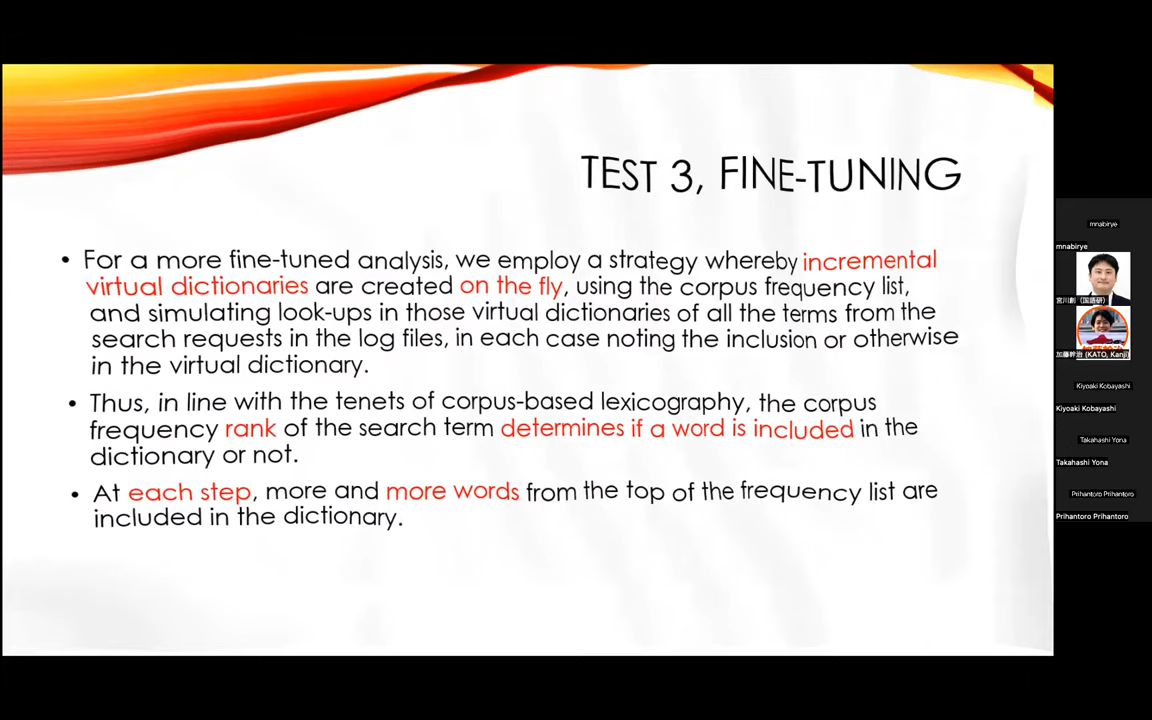 TEST 3, FINE-TUNING
• For a more fine-tuned analysis, we employ a strategy whereby incremental
virtual dictionaries are created on the fly, using the corpus frequency list,
and simulating look-ups in those virtual dictionaries of all the terms from the
search requests in the log files, in each case noting the inclusion or otherwise
in the virtual dictionary.
• Thus, in line with the tenets of corpus-based lexicography, the corpus
frequency rank of the search term determines if a word is included in the
dictionary or not.
• At each step, more and more words from the top of the frequency list are
included in the dictionary.
mnabirye
mnabirye
宮川創（国語研）
加藤幹治 (KATO, Kanji)
Kiyoaki Kobayashi
Kiyoaki Kobayashi
Takahashi Yona
Takahashi Yona
Prihantoro Prihantoro
Prihantoro Prihantoro